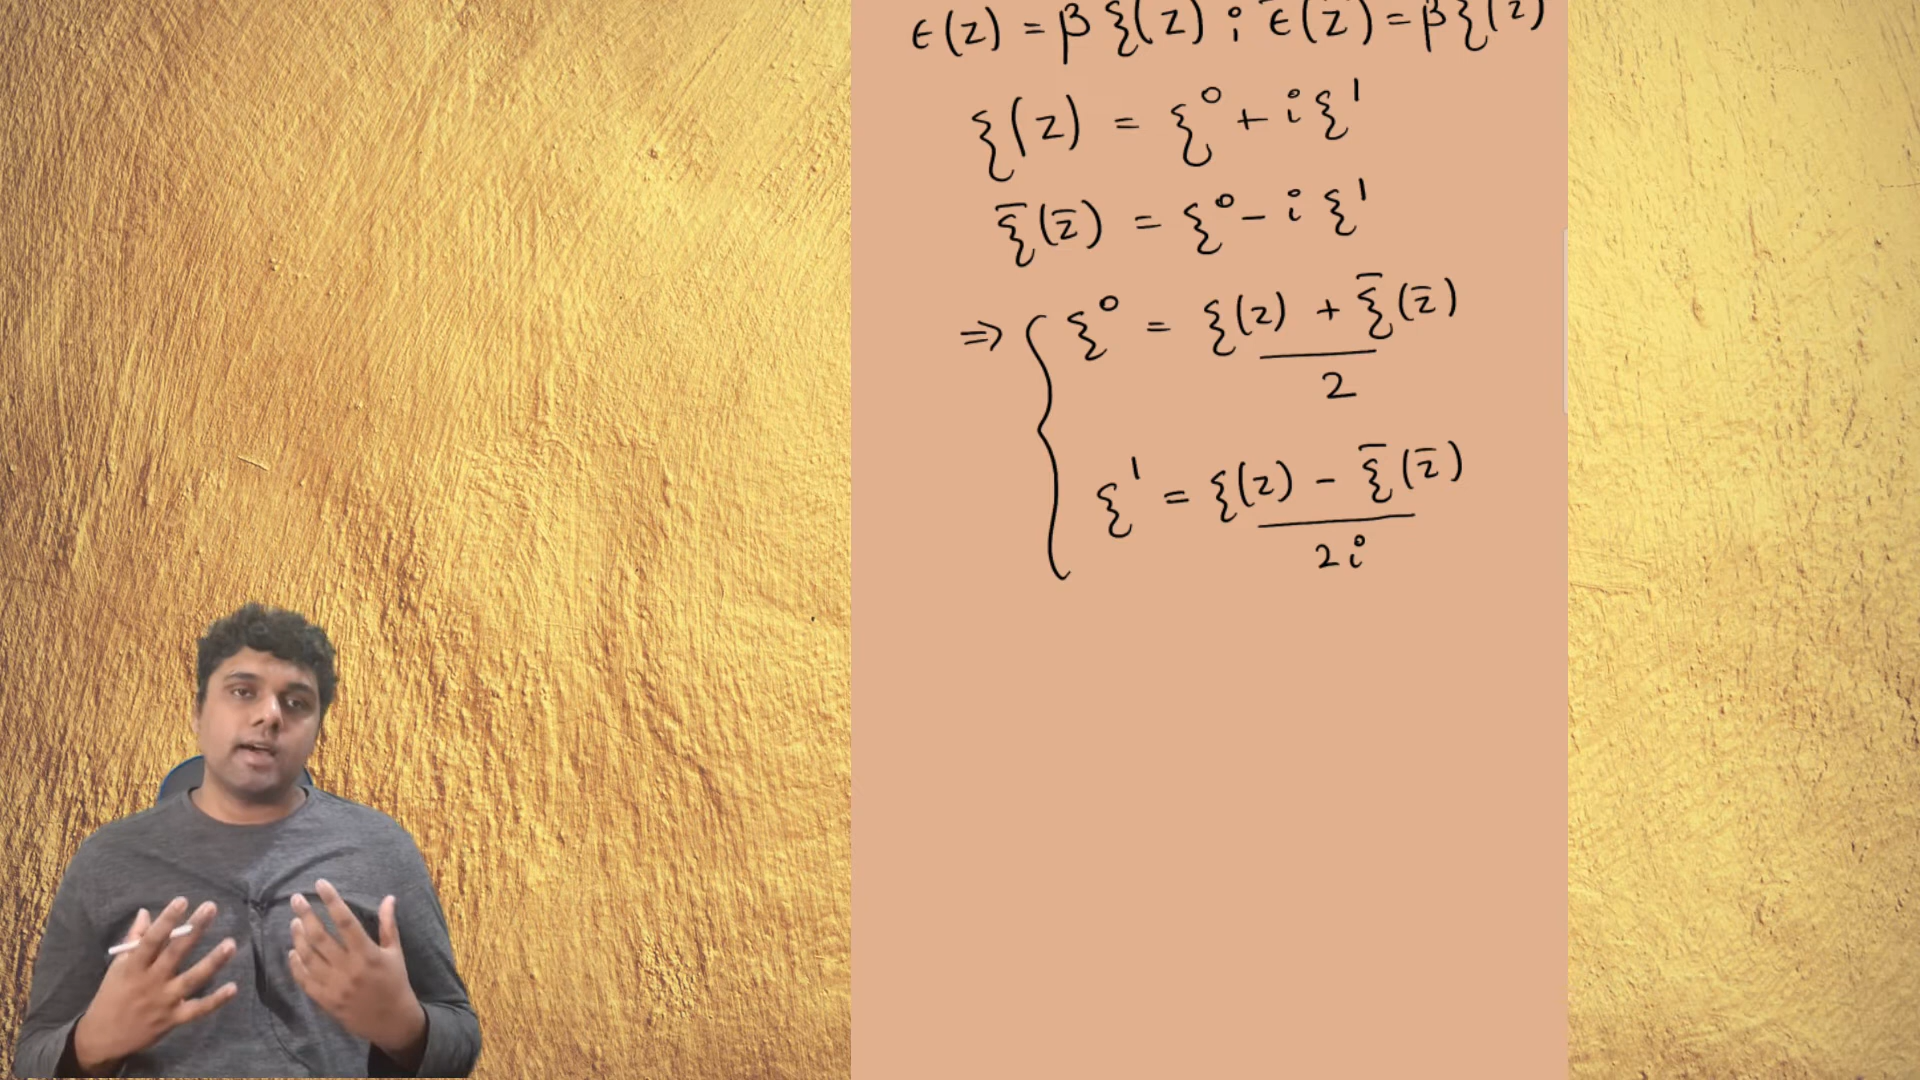 ϵ(z) = β ξ(z) ; ϵ̅(z̅) = β ξ(z)
ξ(z) = ξ⁰ + i ξ¹
ξ̅(z̅) = ξ⁰ - i ξ¹
⇒ { ξ⁰ = ξ(z) + ξ̅(z̅) / 2
ξ¹ = ξ(z) - ξ̅(z̅) / 2i